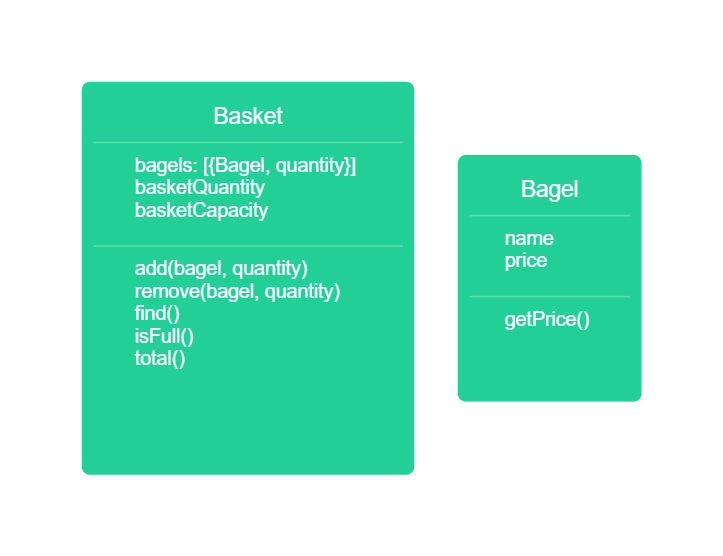 Basket
bagels: [{Bagel, quantity}]
basketQuantity
basketCapacity
add(bagel, quantity)
remove(bagel, quantity)
find()
isFull()
total()
Bagel
name
price
getPrice()